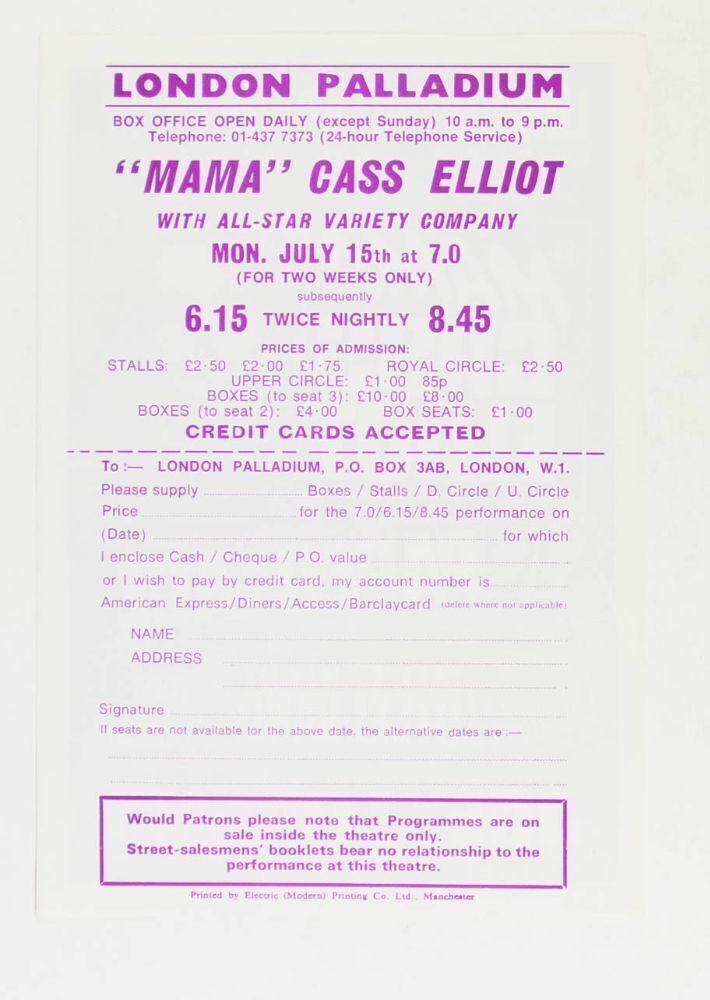 LONDON PALLADIUM
BOX OFFICE OPEN DAILY (except Sunday) 10 a.m. to 9 p.m.
Telephone: 01-437 7373 (24-hour Telephone Service)
“MAMA” CASS ELLIOT
WITH ALL-STAR VARIETY COMPANY
MON. JULY 15th at 7.0
(FOR TWO WEEKS ONLY)
subsequently
6.15 TWICE NIGHTLY 8.45
PRICES OF ADMISSION:
STALLS: £2·50 £2·00 £1·75 ROYAL CIRCLE: £2·50
UPPER CIRCLE: £1·00 85p
BOXES (to seat 3): £10·00 £8·00
BOXES (to seat 2): £4·00 BOX SEATS: £1·00
CREDIT CARDS ACCEPTED
To :— LONDON PALLADIUM, P.O. BOX 3AB, LONDON, W.1.
Please supply Boxes / Stalls / D. Circle / U. Circle
Price for the 7.0/6.15/8.45 performance on
(Date) for which
I enclose Cash / Cheque / P.O. value
or I wish to pay by credit card, my account number is
American Express/Diners/Access/Barclaycard (delete where not applicable)
NAME
ADDRESS
Signature
If seats are not available for the above date, the alternative dates are :—
Would Patrons please note that Programmes are on
sale inside the theatre only.
Street-salesmens' booklets bear no relationship to the
performance at this theatre.
Printed by Electric (Modern) Printing Co. Ltd., Manchester